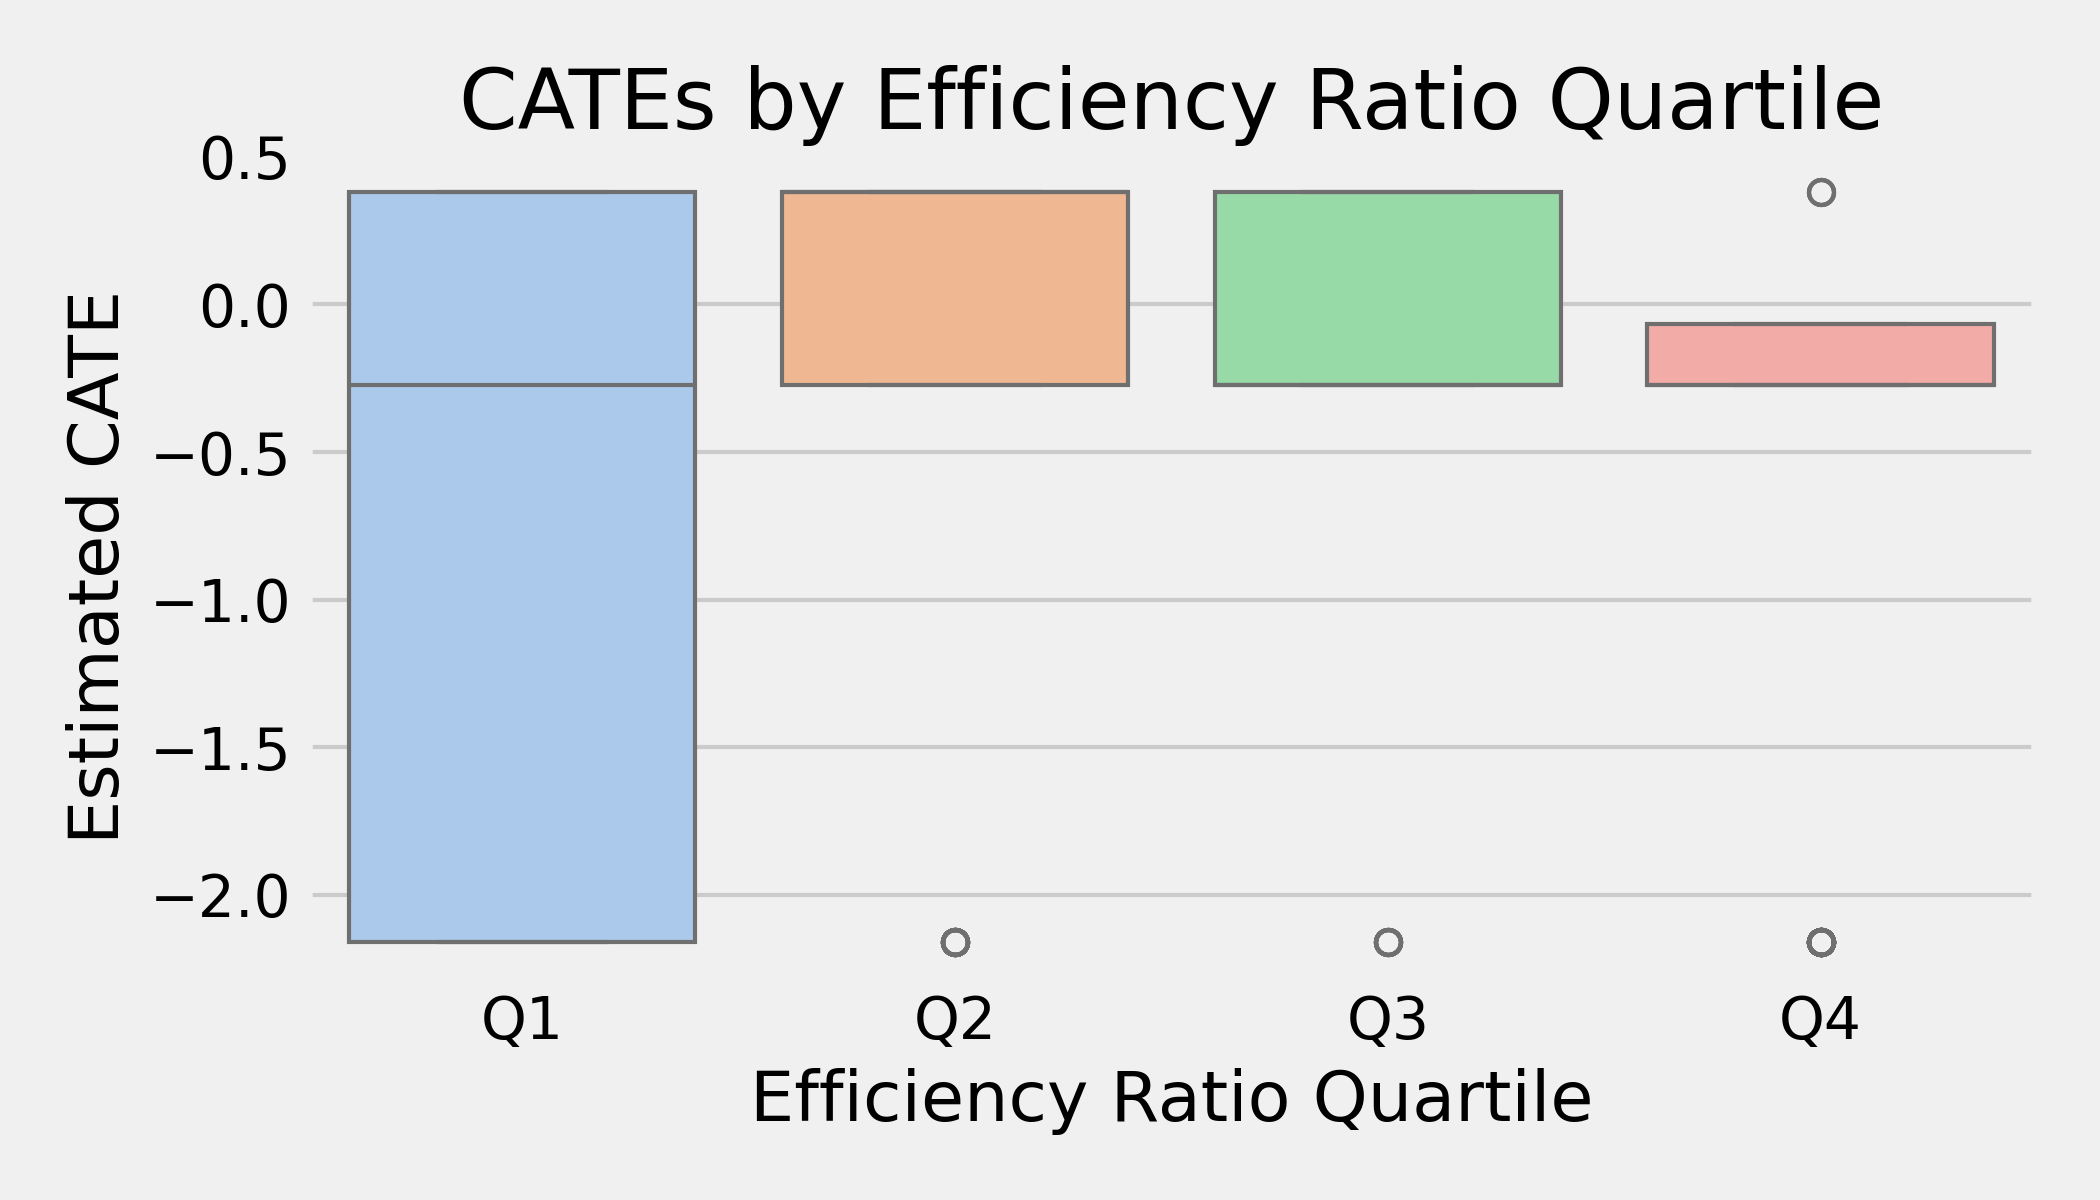 CATEs by Efficiency Ratio Quartile
0.5
0.0
−0.5
−1.0
−1.5
−2.0
Estimated CATE
Q1 Q2 Q3 Q4
Efficiency Ratio Quartile